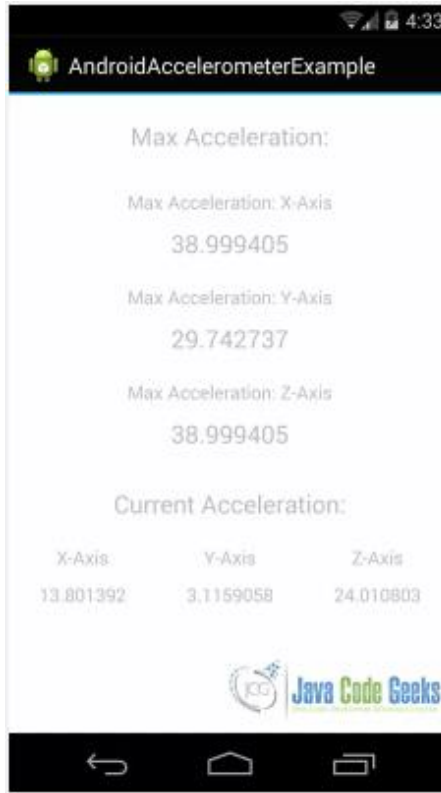 4:33
AndroidAccelerometerExample
Max Acceleration:
Max Acceleration: X-Axis
38.999405
Max Acceleration: Y-Axis
29.742737
Max Acceleration: Z-Axis
38.999405
Current Acceleration:
X-Axis Y-Axis Z-Axis
13.801392 3.1159058 24.010803
JCG Java Code Geeks